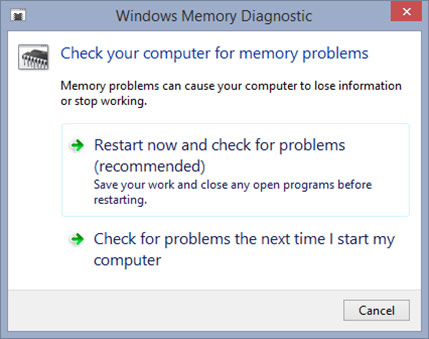 Windows Memory Diagnostic
Check your computer for memory problems
Memory problems can cause your computer to lose information
or stop working.
Restart now and check for problems
(recommended)
Save your work and close any open programs before
restarting.
Check for problems the next time I start my
computer
Cancel